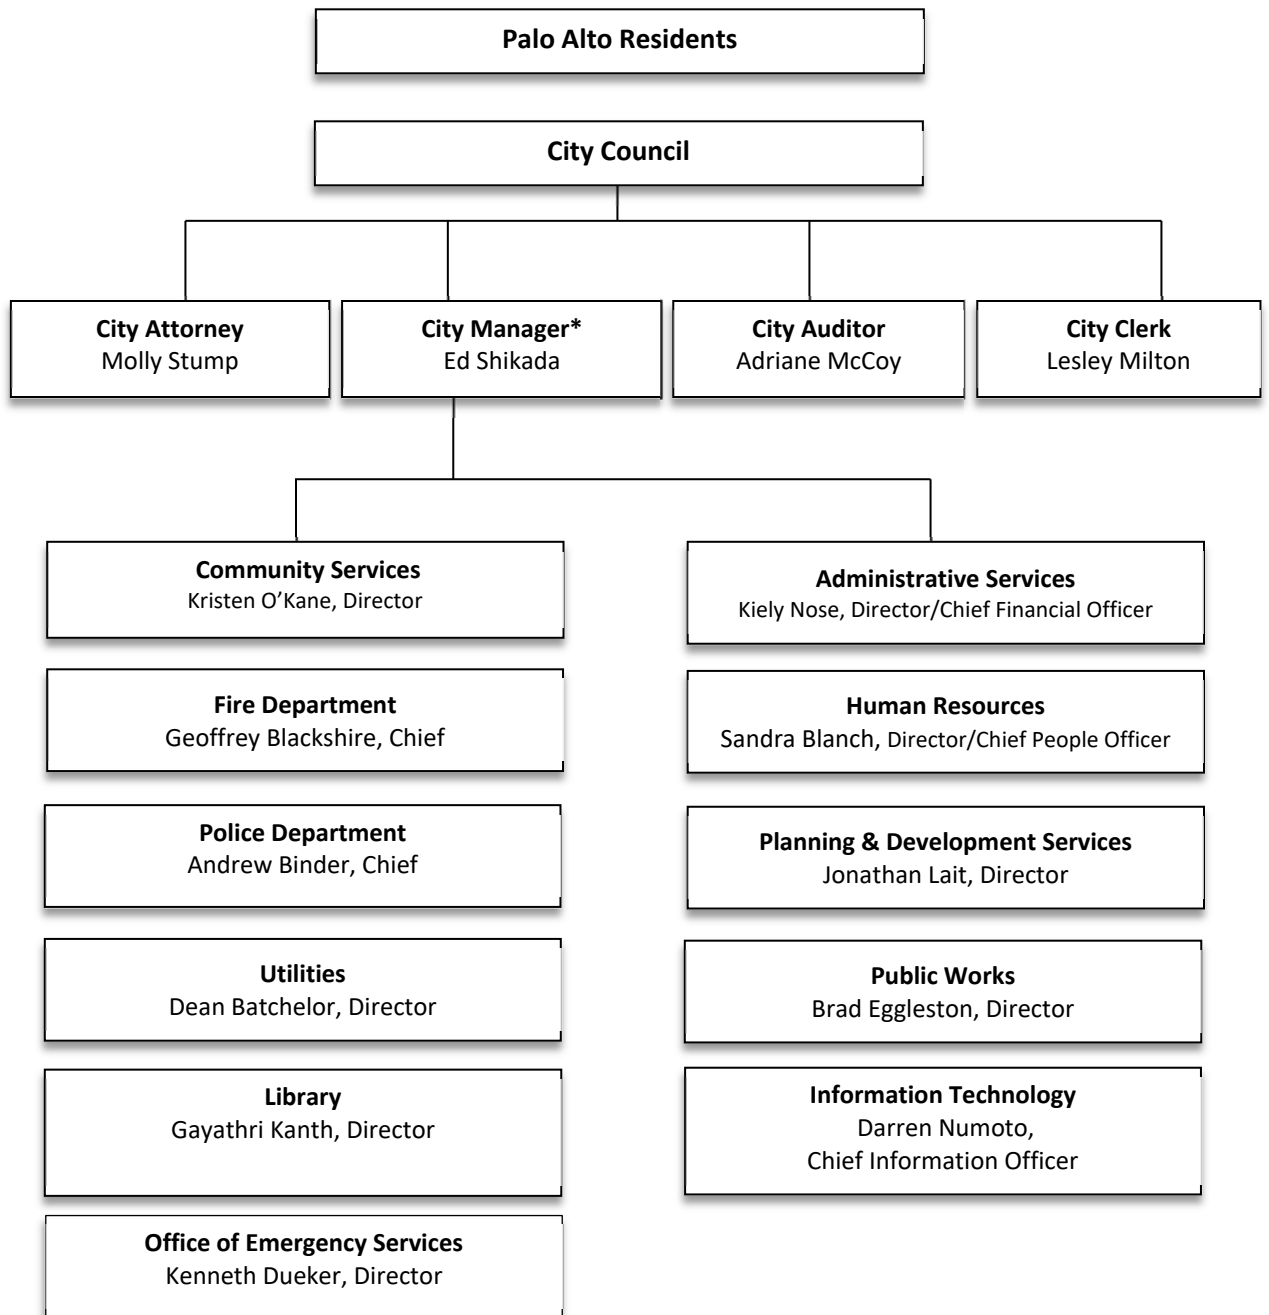 Palo Alto Residents
City Council
City Attorney
Molly Stump
City Manager*
Ed Shikada
City Auditor
Adriane McCoy
City Clerk
Lesley Milton
Community Services
Kristen O’Kane, Director
Fire Department
Geoffrey Blackshire, Chief
Police Department
Andrew Binder, Chief
Utilities
Dean Batchelor, Director
Library
Gayathri Kanth, Director
Office of Emergency Services
Kenneth Dueker, Director
Administrative Services
Kiely Nose, Director/Chief Financial Officer
Human Resources
Sandra Blanch, Director/Chief People Officer
Planning & Development Services
Jonathan Lait, Director
Public Works
Brad Eggleston, Director
Information Technology
Darren Numoto,
Chief Information Officer